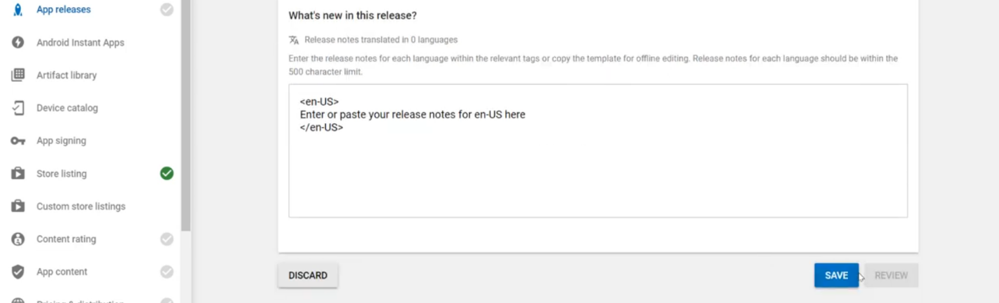 App releases
Android Instant Apps
Artifact library
Device catalog
App signing
Store listing
Custom store listings
Content rating
App content
Pricing & distribution
What's new in this release?
Release notes translated in 0 languages
Enter the release notes for each language within the relevant tags or copy the template for offline editing. Release notes for each language should be within the
500 character limit.
<en-US>
Enter or paste your release notes for en-US here
</en-US>
DISCARD
SAVE
REVIEW